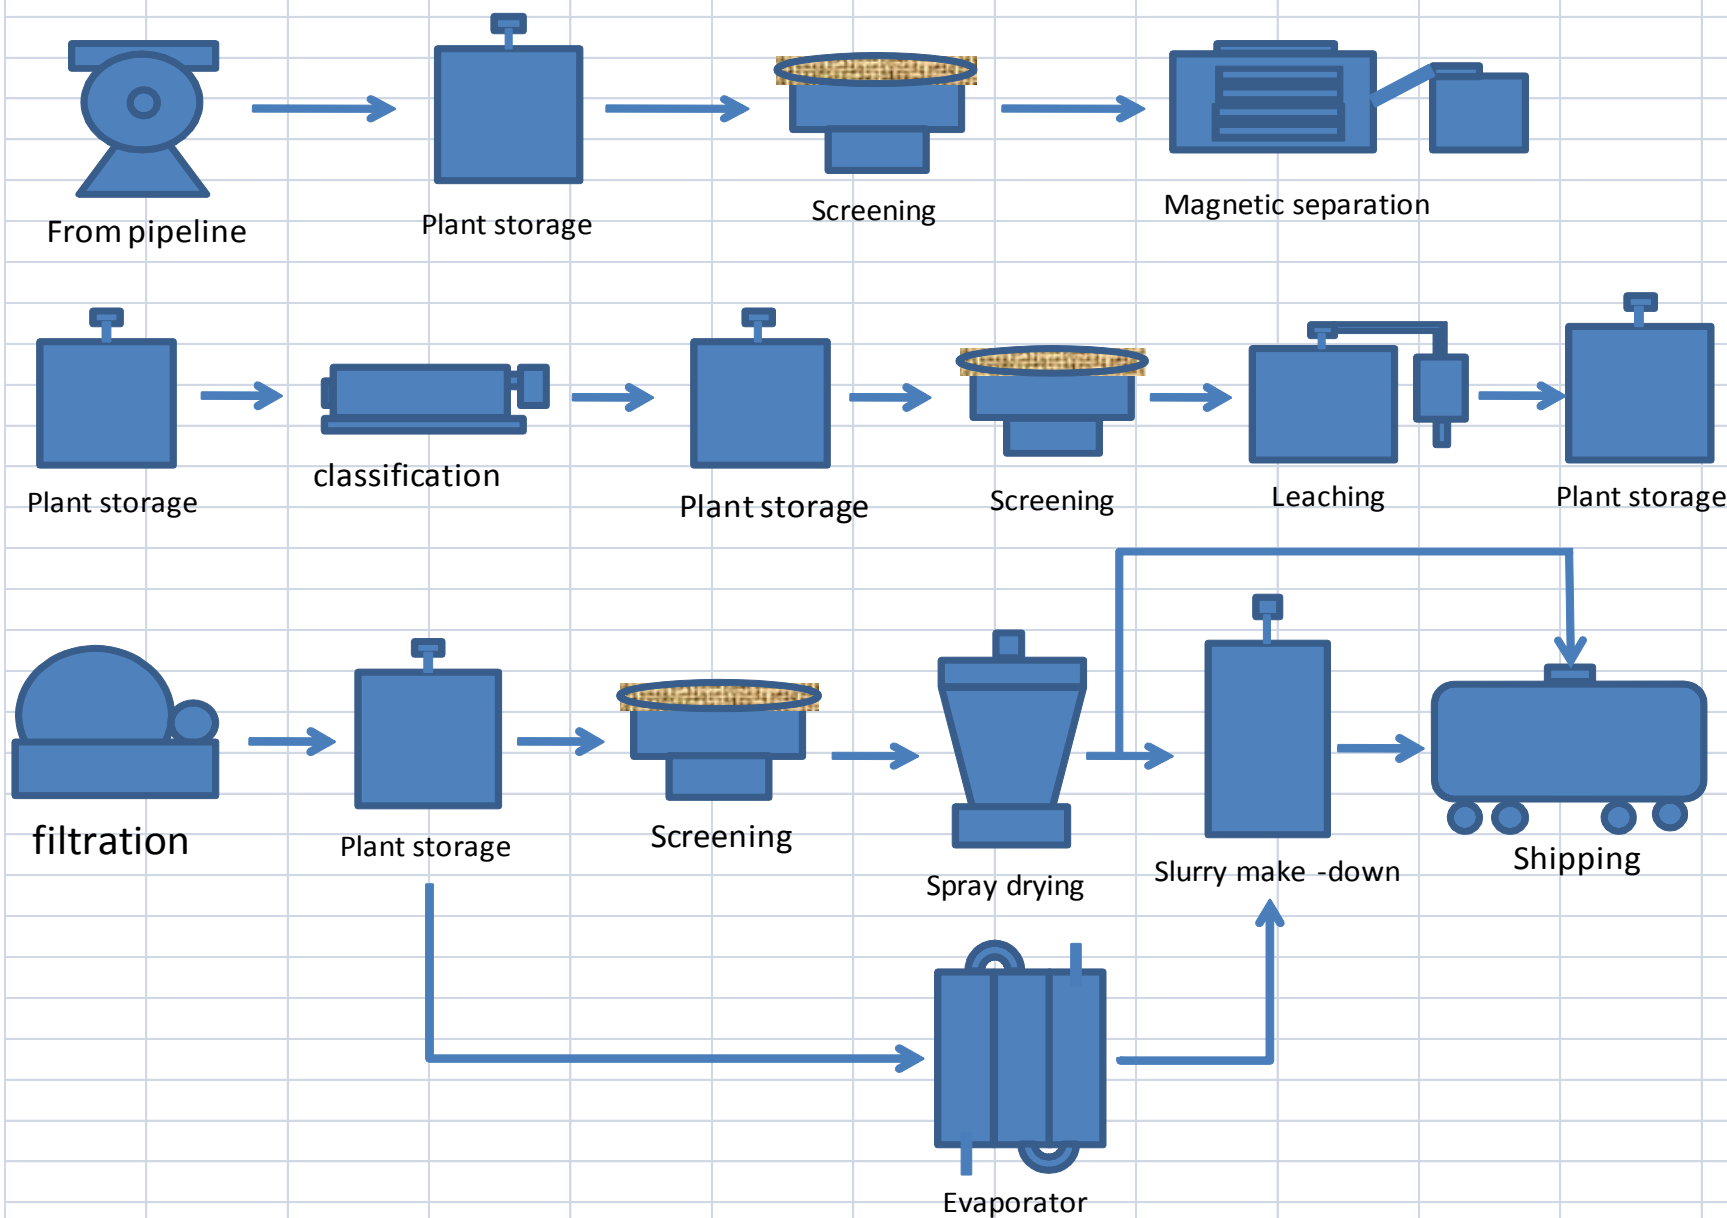 From pipeline
Plant storage
Screening
Magnetic separation
Plant storage
classification
Plant storage
Screening
Leaching
Plant storage
filtration
Plant storage
Screening
Spray drying
Slurry make -down
Shipping
Evaporator